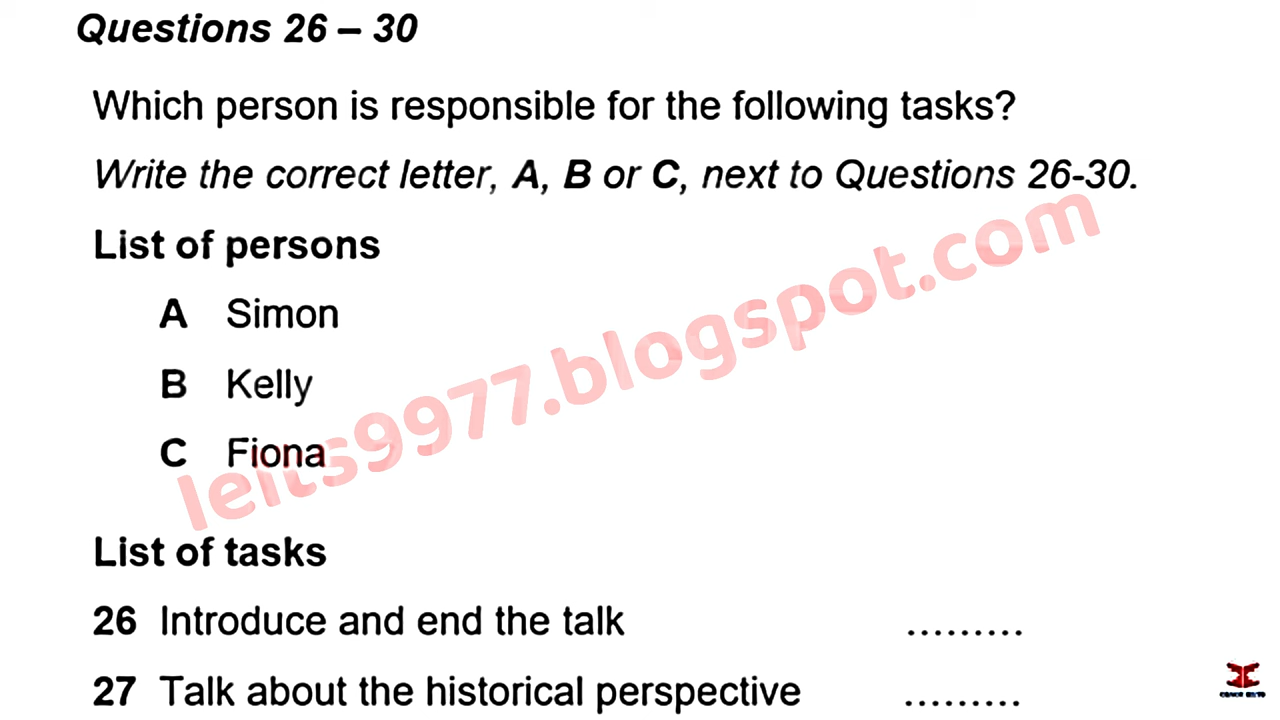 Questions 26 – 30
Which person is responsible for the following tasks?
Write the correct letter, A, B or C, next to Questions 26-30.
List of persons
A Simon
B Kelly
C Fiona
Ielts9977.blogspot.com
List of tasks
26 Introduce and end the talk .........
27 Talk about the historical perspective .........